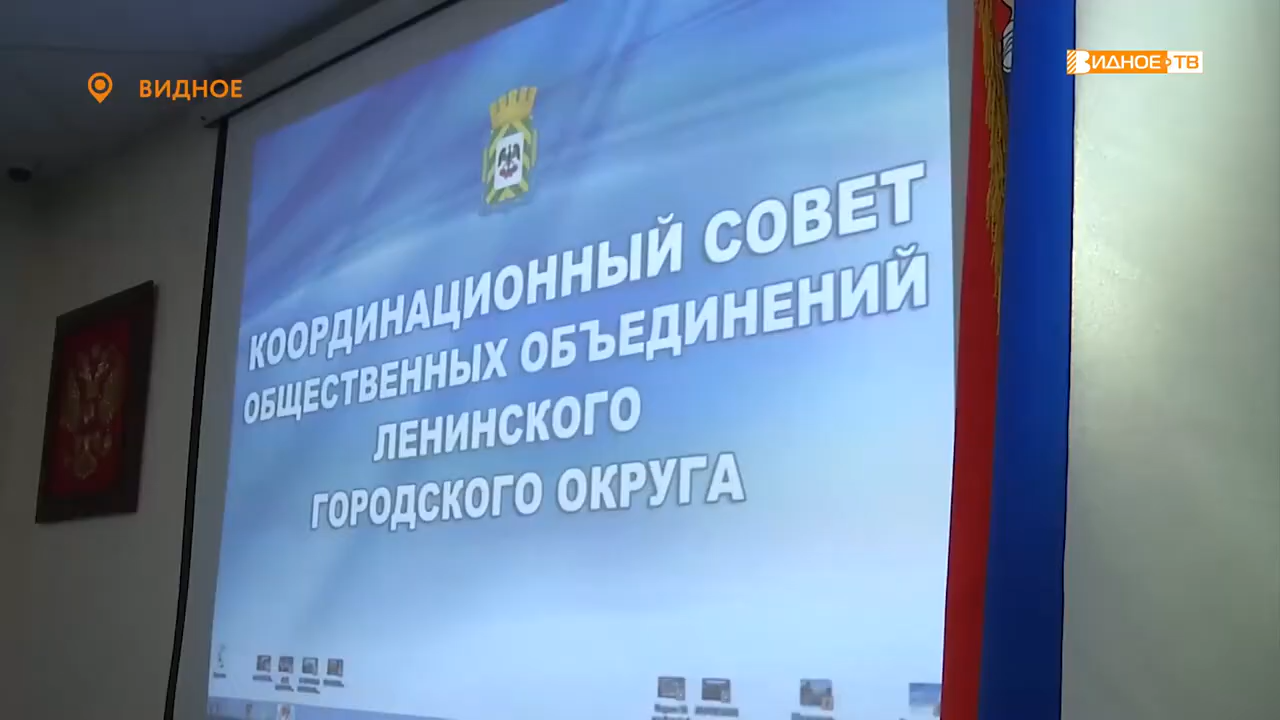 ВИДНОЕ
ВИДНОЕ ТВ
КООРДИНАЦИОННЫЙ СОВЕТ
ОБЩЕСТВЕННЫХ ОБЪЕДИНЕНИЙ
ЛЕНИНСКОГО
ГОРОДСКОГО ОКРУГА